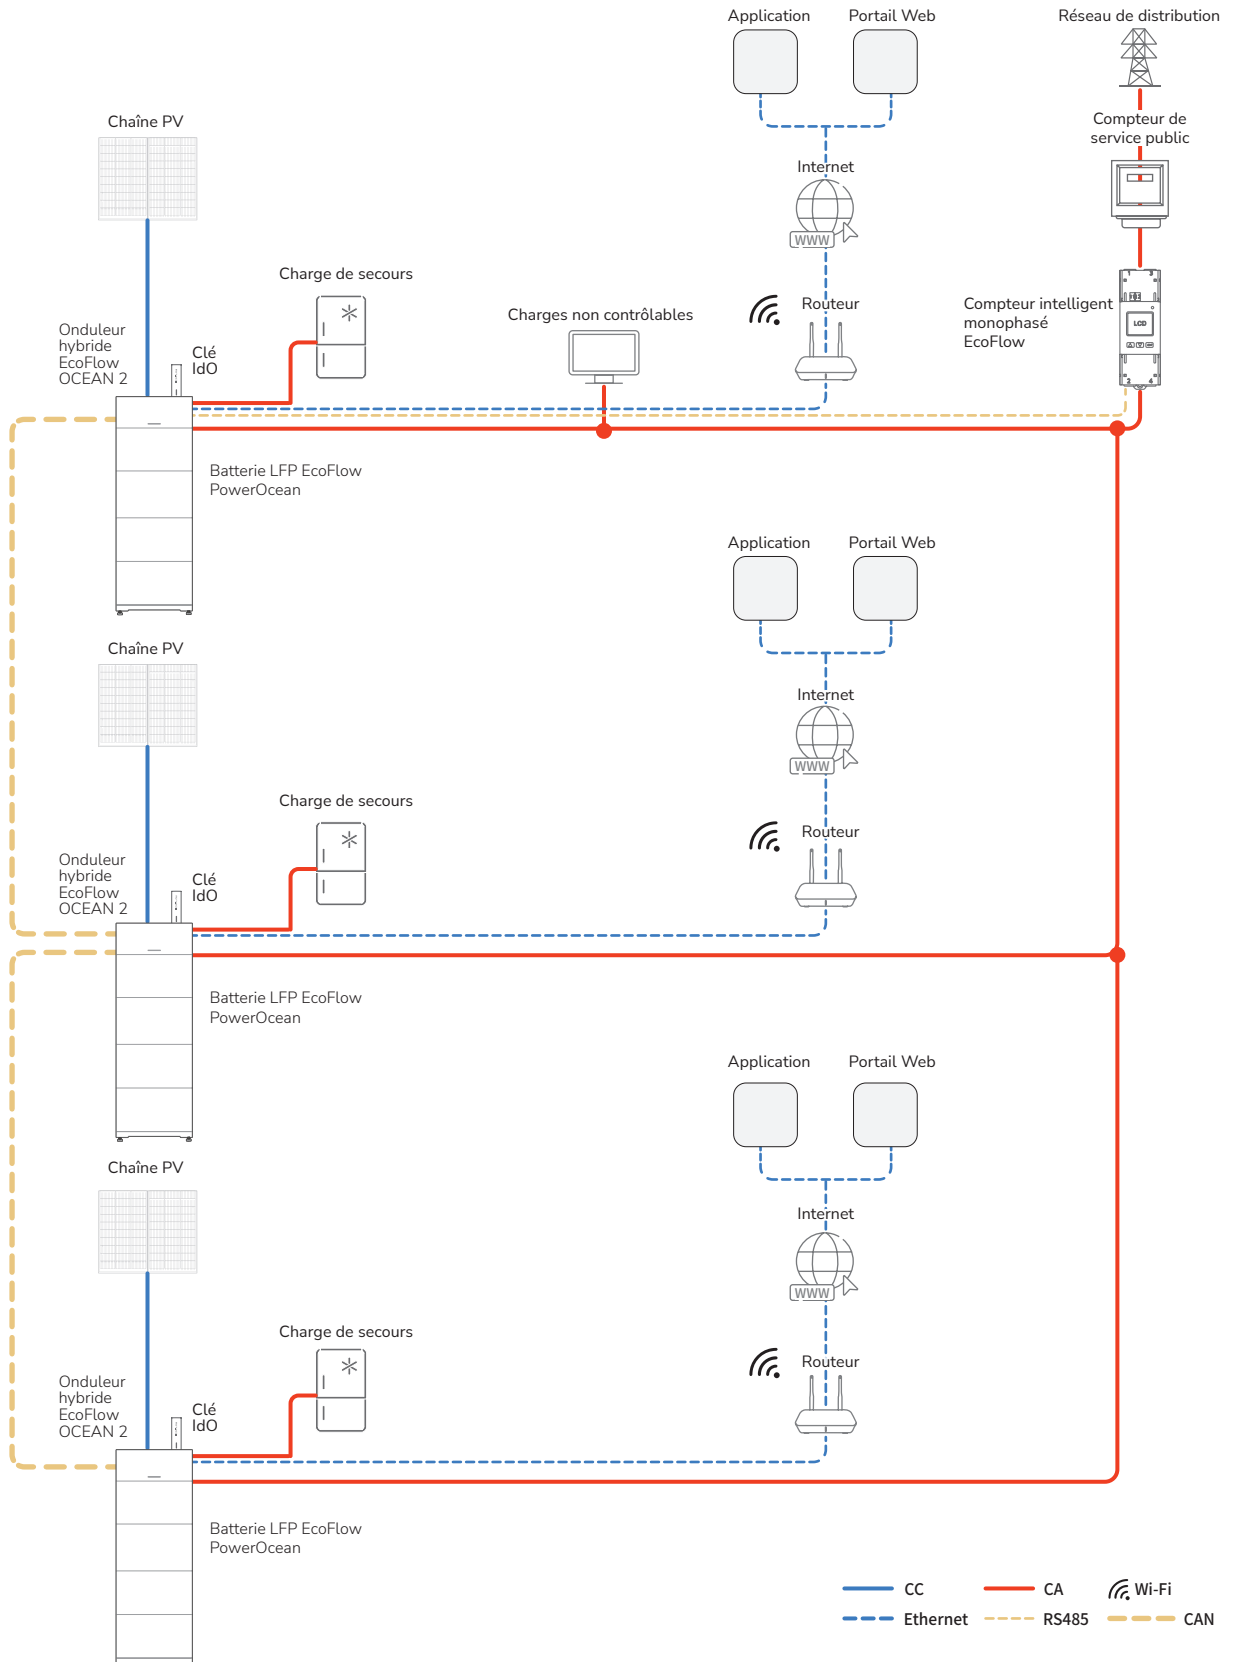 Application
Portail Web
Réseau de distribution
Chaîne PV
Compteur de
service public
Internet
WWW
Charge de secours
Charges non contrôlables
Routeur
Compteur intelligent
monophasé
EcoFlow
1 3
LCD
2 4
Onduleur
hybride
EcoFlow
OCEAN 2
Clé
IdO
Batterie LFP EcoFlow
PowerOcean
Application
Portail Web
Chaîne PV
Internet
WWW
Charge de secours
Routeur
Onduleur
hybride
EcoFlow
OCEAN 2
Clé
IdO
Batterie LFP EcoFlow
PowerOcean
Application
Portail Web
Chaîne PV
Internet
WWW
Charge de secours
Routeur
Onduleur
hybride
EcoFlow
OCEAN 2
Clé
IdO
Batterie LFP EcoFlow
PowerOcean
CC
CA
Wi-Fi
Ethernet
RS485
CAN